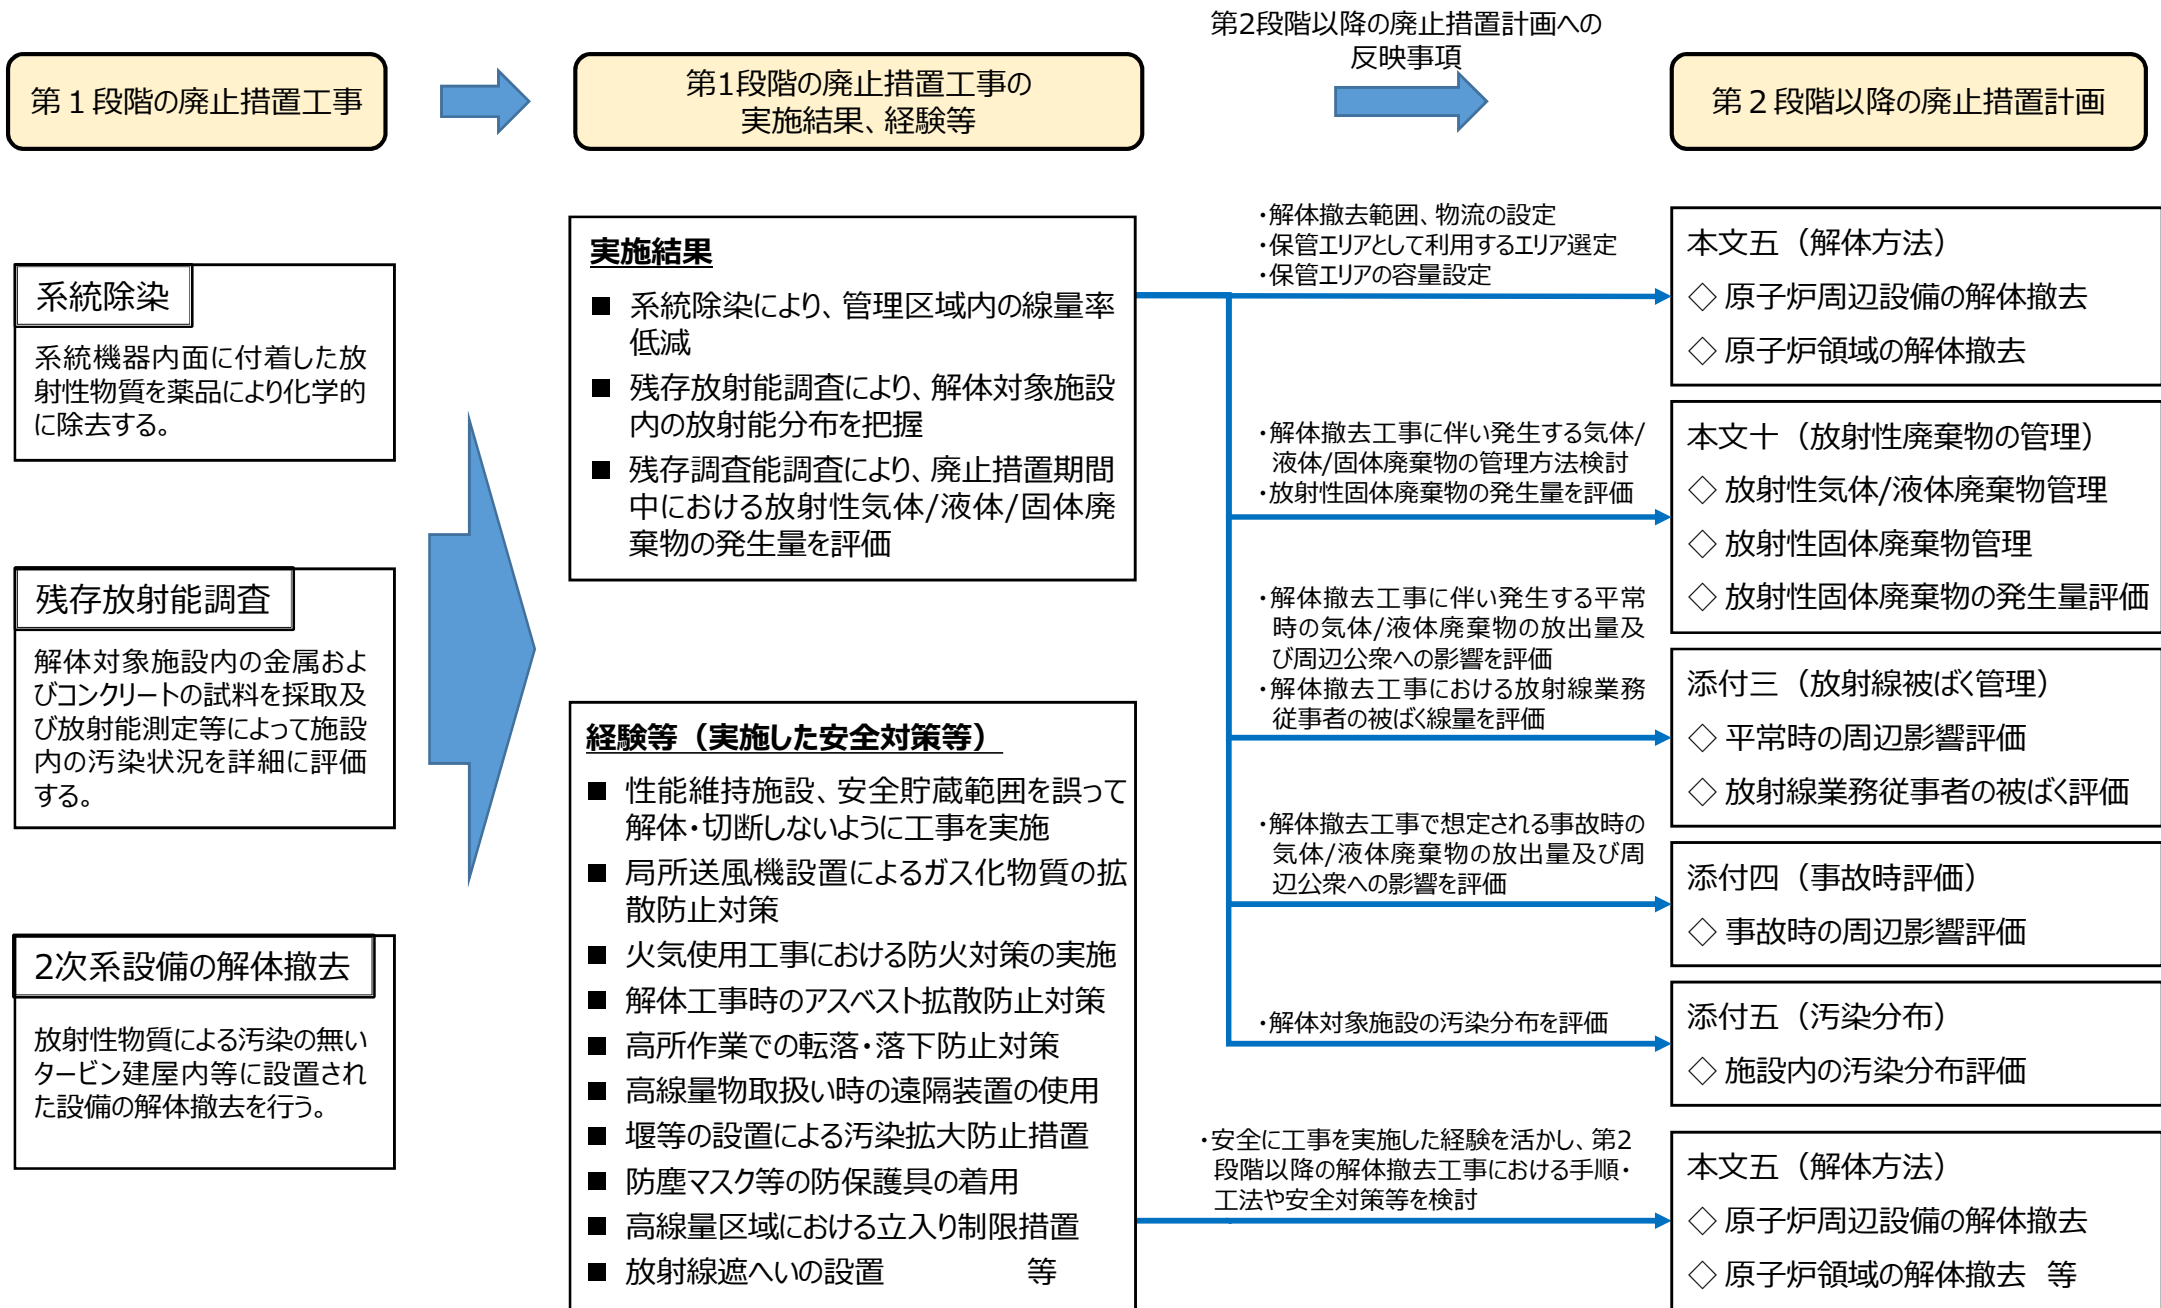 第１段階の廃止措置工事
第1段階の廃止措置工事の
実施結果、経験等
第2段階以降の廃止措置計画への
反映事項
第２段階以降の廃止措置計画
系統除染
系統機器内面に付着した放
射性物質を薬品により化学的
に除去する。
残存放射能調査
解体対象施設内の金属およ
びコンクリートの試料を採取及
び放射能測定等によって施設
内の汚染状況を詳細に評価
する。
2次系設備の解体撤去
放射性物質による汚染の無い
タービン建屋内等に設置され
た設備の解体撤去を行う。
実施結果
■ 系統除染により、管理区域内の線量率
低減
■ 残存放射能調査により、解体対象施設
内の放射能分布を把握
■ 残存調査能調査により、廃止措置期間
中における放射性気体/液体/固体廃
棄物の発生量を評価
経験等（実施した安全対策等）
■ 性能維持施設、安全貯蔵範囲を誤って
解体・切断しないように工事を実施
■ 局所送風機設置によるガス化物質の拡
散防止対策
■ 火気使用工事における防火対策の実施
■ 解体工事時のアスベスト拡散防止対策
■ 高所作業での転落・落下防止対策
■ 高線量物取扱い時の遠隔装置の使用
■ 堰等の設置による汚染拡大防止措置
■ 防塵マスク等の防保護具の着用
■ 高線量区域における立入り制限措置
■ 放射線遮へいの設置 等
・解体撤去範囲、物流の設定
・保管エリアとして利用するエリア選定
・保管エリアの容量設定
・解体撤去工事に伴い発生する気体/
液体/固体廃棄物の管理方法検討
・放射性固体廃棄物の発生量を評価
・解体撤去工事に伴い発生する平常
時の気体/液体廃棄物の放出量及
び周辺公衆への影響を評価
・解体撤去工事における放射線業務
従事者の被ばく線量を評価
・解体撤去工事で想定される事故時の
気体/液体廃棄物の放出量及び周
辺公衆への影響を評価
・解体対象施設の汚染分布を評価
・安全に工事を実施した経験を活かし、第2
段階以降の解体撤去工事における手順・
工法や安全対策等を検討
本文五（解体方法）
◇ 原子炉周辺設備の解体撤去
◇ 原子炉領域の解体撤去
本文十（放射性廃棄物の管理）
◇ 放射性気体/液体廃棄物管理
◇ 放射性固体廃棄物管理
◇ 放射性固体廃棄物の発生量評価
添付三（放射線被ばく管理）
◇ 平常時の周辺影響評価
◇ 放射線業務従事者の被ばく評価
添付四（事故時評価）
◇ 事故時の周辺影響評価
添付五（汚染分布）
◇ 施設内の汚染分布評価
本文五（解体方法）
◇ 原子炉周辺設備の解体撤去
◇ 原子炉領域の解体撤去 等